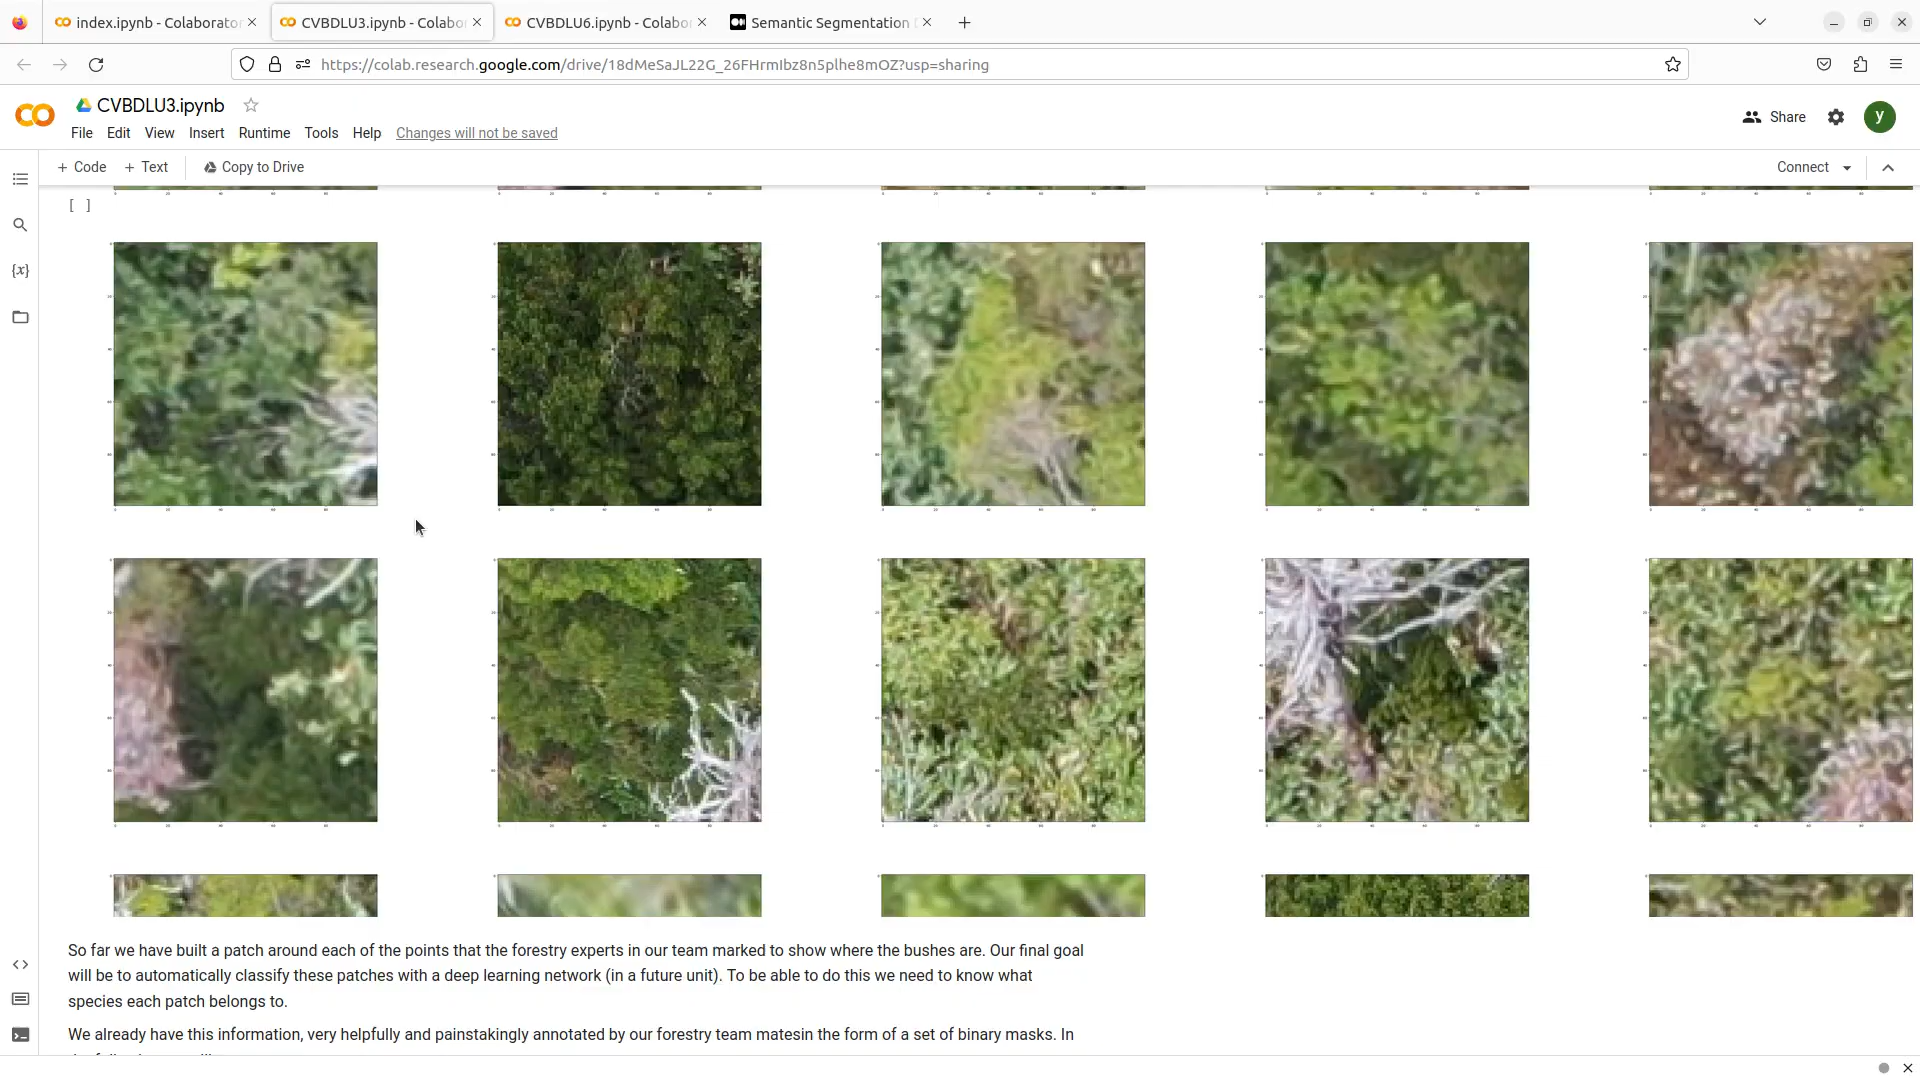 index.ipynb - Colaborator
CVBDLU3.ipynb - Colabo
CVBDLU6.ipynb - Colabo
Semantic Segmentation
https://colab.research.google.com/drive/18dMeSaJL22G_26FHrmIbz8n5plhe8mOZ?usp=sharing
CVBDLU3.ipynb
File Edit View Insert Runtime Tools Help Changes will not be saved
Share
y
+ Code + Text Copy to Drive
Connect
[ ]
{x}
So far we have built a patch around each of the points that the forestry experts in our team marked to show where the bushes are. Our final goal
will be to automatically classify these patches with a deep learning network (in a future unit). To be able to do this we need to know what
species each patch belongs to.
We already have this information, very helpfully and painstakingly annotated by our forestry team matesin the form of a set of binary masks. In